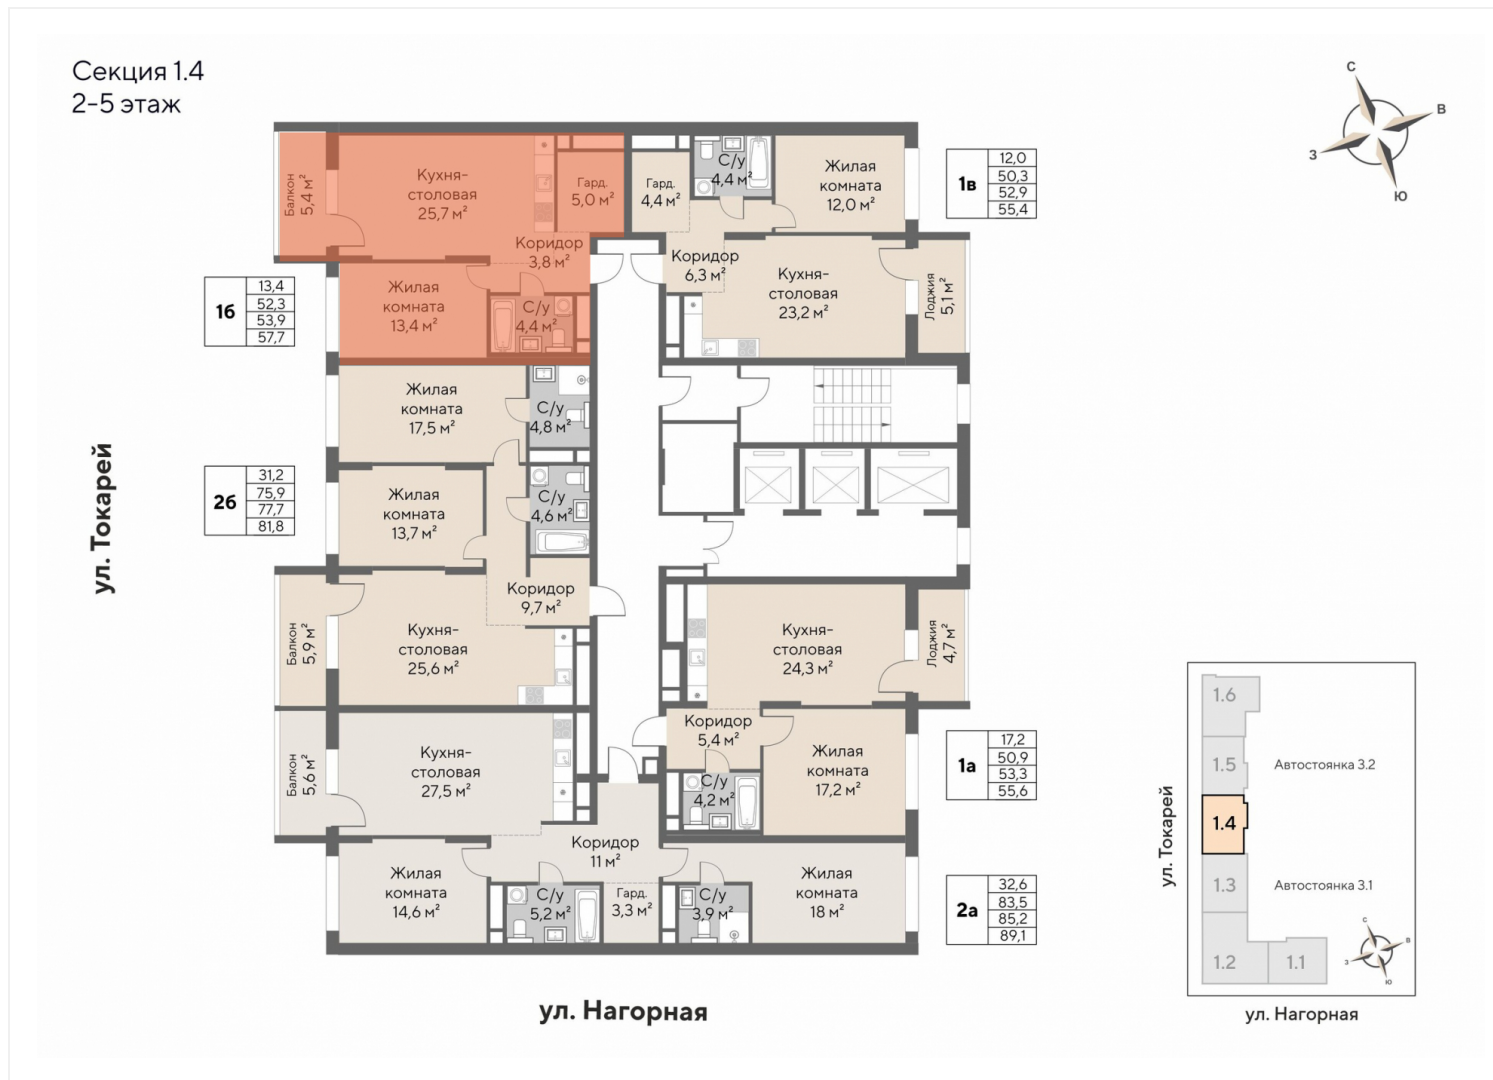 Секция 1.4
2-5 этаж
С
В
З
Ю
Балкон
5,4 м²
Кухня-
столовая
25,7 м²
Гард.
5,0 м²
Коридор
3,8 м²
Жилая
комната
13,4 м²
С/у
4,4 м²
Гард.
4,4 м²
С/у
4,4 м²
Жилая
комната
12,0 м²
Коридор
6,3 м²
Кухня-
столовая
23,2 м²
Лоджия
5,1 м²
1в
12,0
50,3
52,9
55,4
1б
13,4
52,3
53,9
57,7
Жилая
комната
17,5 м²
С/у
4,8 м²
2б
31,2
75,9
77,7
81,8
Жилая
комната
13,7 м²
С/у
4,6 м²
Коридор
9,7 м²
Балкон
5,9 м²
Кухня-
столовая
25,6 м²
Кухня-
столовая
24,3 м²
Лоджия
4,7 м²
Балкон
5,6 м²
Кухня-
столовая
27,5 м²
Коридор
5,4 м²
С/у
4,2 м²
Жилая
комната
17,2 м²
1а
17,2
50,9
53,3
55,6
Жилая
комната
14,6 м²
Коридор
11 м²
С/у
5,2 м²
Гард.
3,3 м²
С/у
3,9 м²
Жилая
комната
18 м²
2а
32,6
83,5
85,2
89,1
ул. Токарей
ул. Нагорная
1.6
1.5
Автостоянка 3.2
1.4
1.3
Автостоянка 3.1
1.2
1.1
ул. Токарей
С
В
З
Ю
ул. Нагорная